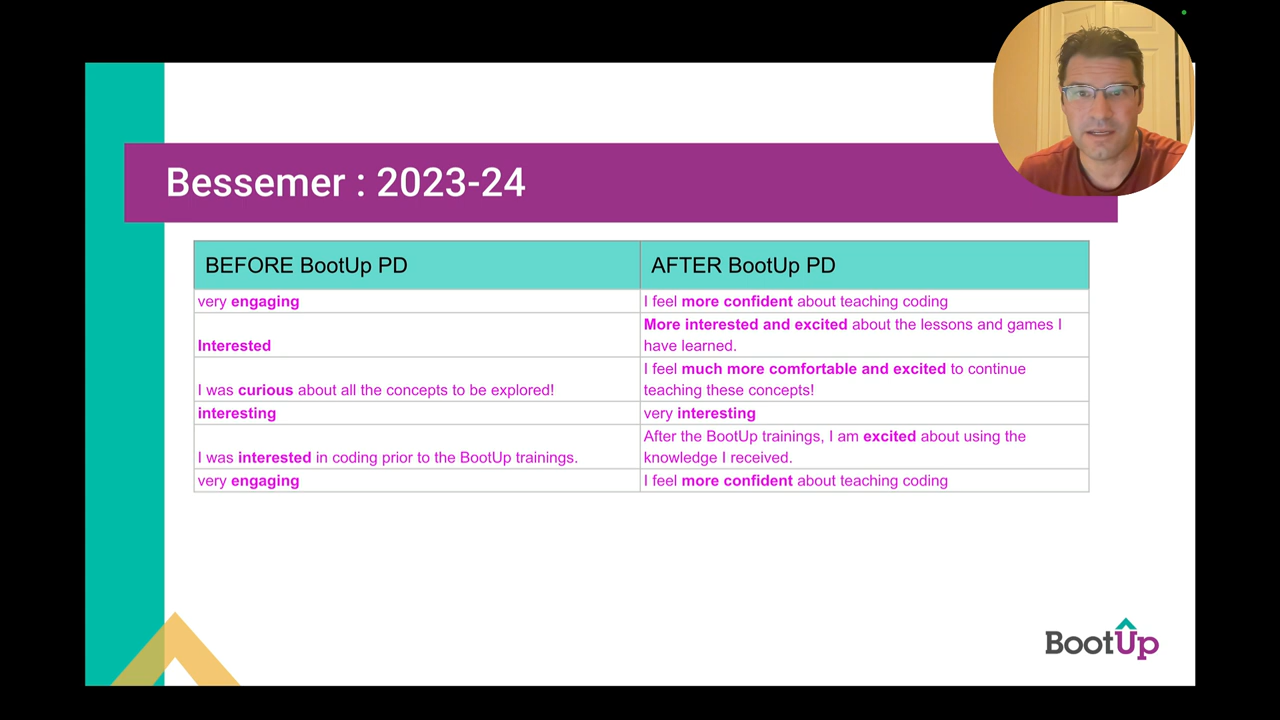 Bessemer : 2023-24
BEFORE BootUp PD
AFTER BootUp PD
very engaging
I feel more confident about teaching coding
Interested
More interested and excited about the lessons and games I
have learned.
I was curious about all the concepts to be explored!
I feel much more comfortable and excited to continue
teaching these concepts!
interesting
very interesting
I was interested in coding prior to the BootUp trainings.
After the BootUp trainings, I am excited about using the
knowledge I received.
very engaging
I feel more confident about teaching coding
BootUp